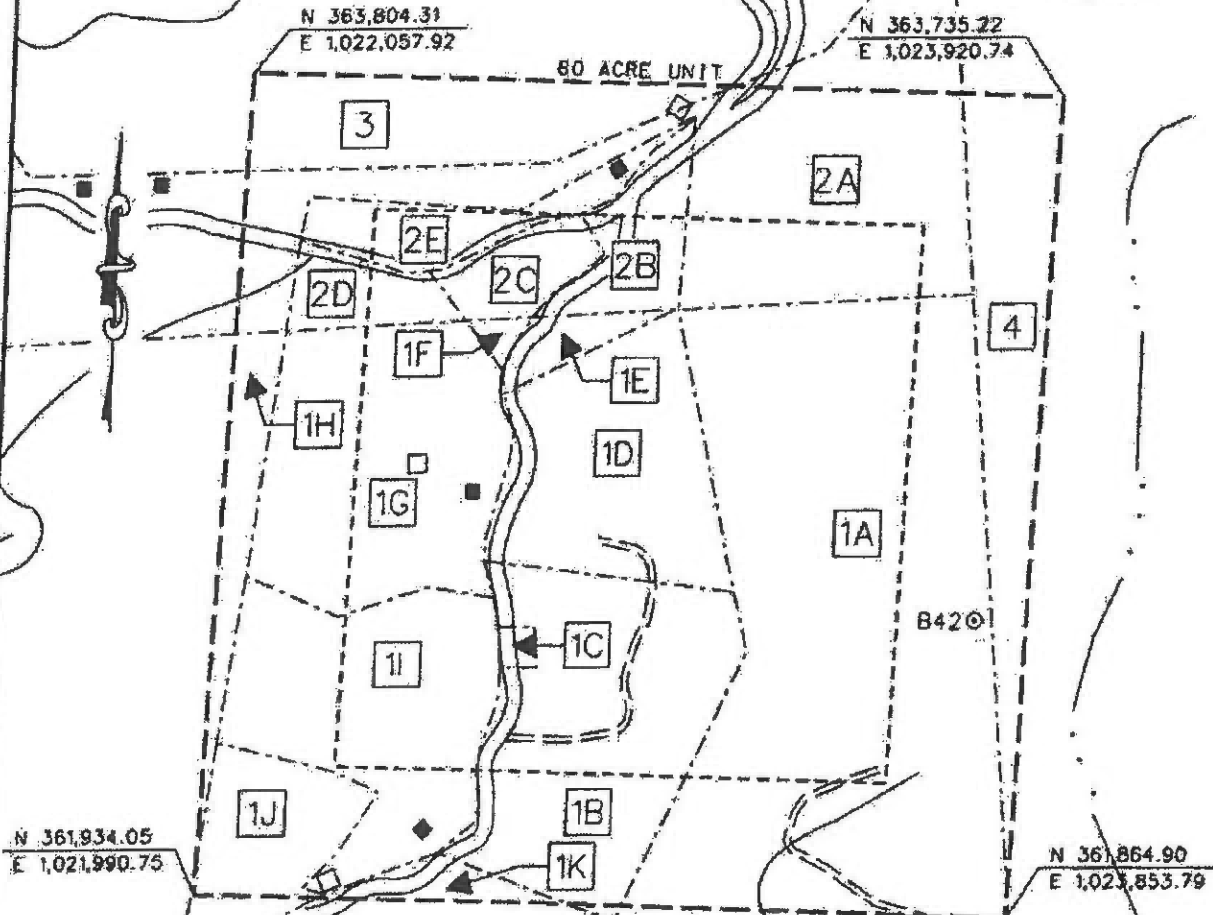 N 363,804.31
E 1,022,057.92
N 363,735.22
E 1,023,920.74
80 ACRE UNIT
3
2A
2E
2B
2C
2D
4
1F
1E
1H
1D
1G
1A
B42
1C
1I
1J
1B
1K
N 361,934.05
E 1,021,990.75
N 361,864.90
E 1,023,853.79